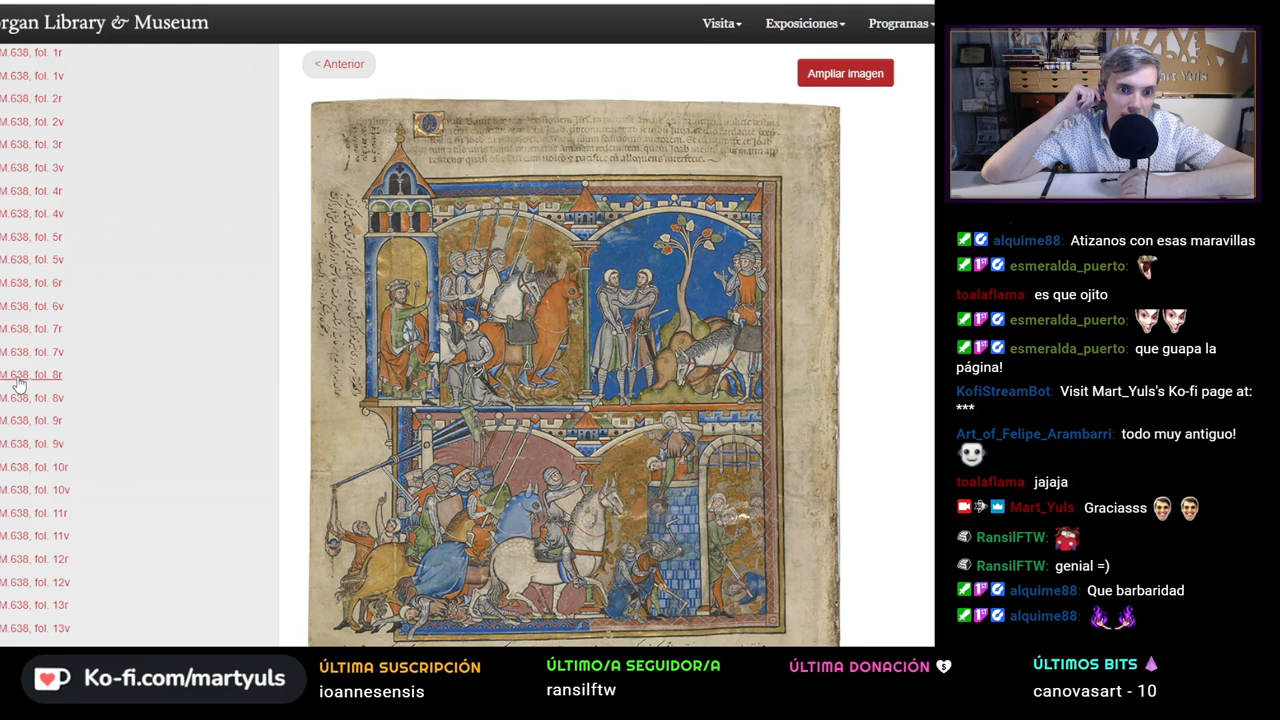 organ Library & Museum
Visita
Exposiciones
Programas
M.638, fol. 1r
M.638, fol. 1v
M.638, fol. 2r
M.638, fol. 2v
M.638, fol. 3r
M.638, fol. 3v
M.638, fol. 4r
M.638, fol. 4v
M.638, fol. 5r
M.638, fol. 5v
M.638, fol. 6r
M.638, fol. 6v
M.638, fol. 7r
M.638, fol. 7v
M.638, fol. 8r
M.638, fol. 8v
M.638, fol. 9r
M.638, fol. 9v
M.638, fol. 10r
M.638, fol. 10v
M.638, fol. 11r
M.638, fol. 11v
M.638, fol. 12r
M.638, fol. 12v
M.638, fol. 13r
M.638, fol. 13v
< Anterior
Ampliar imagen
art Yuls
alquime88: Atizanos con esas maravillas
esmeralda_puerto:
toalaflama: es que ojito
esmeralda_puerto:
esmeralda_puerto: que guapa la
página!
KofiStreamBot: Visit Mart_Yuls's Ko-fi page at:
***
Art_of_Felipe_Arambarri: todo muy antiguo!
toalaflama: jajaja
Mart_Yuls: Graciasss
RansilFTW:
RansilFTW: genial =)
alquime88: Que barbaridad
alquime88:
Ko-fi.com/martyuls
ÚLTIMA SUSCRIPCIÓN
ioannesensis
ÚLTIMO/A SEGUIDOR/A
ransilftw
ÚLTIMA DONACIÓN
ÚLTIMOS BITS
canovasart - 10